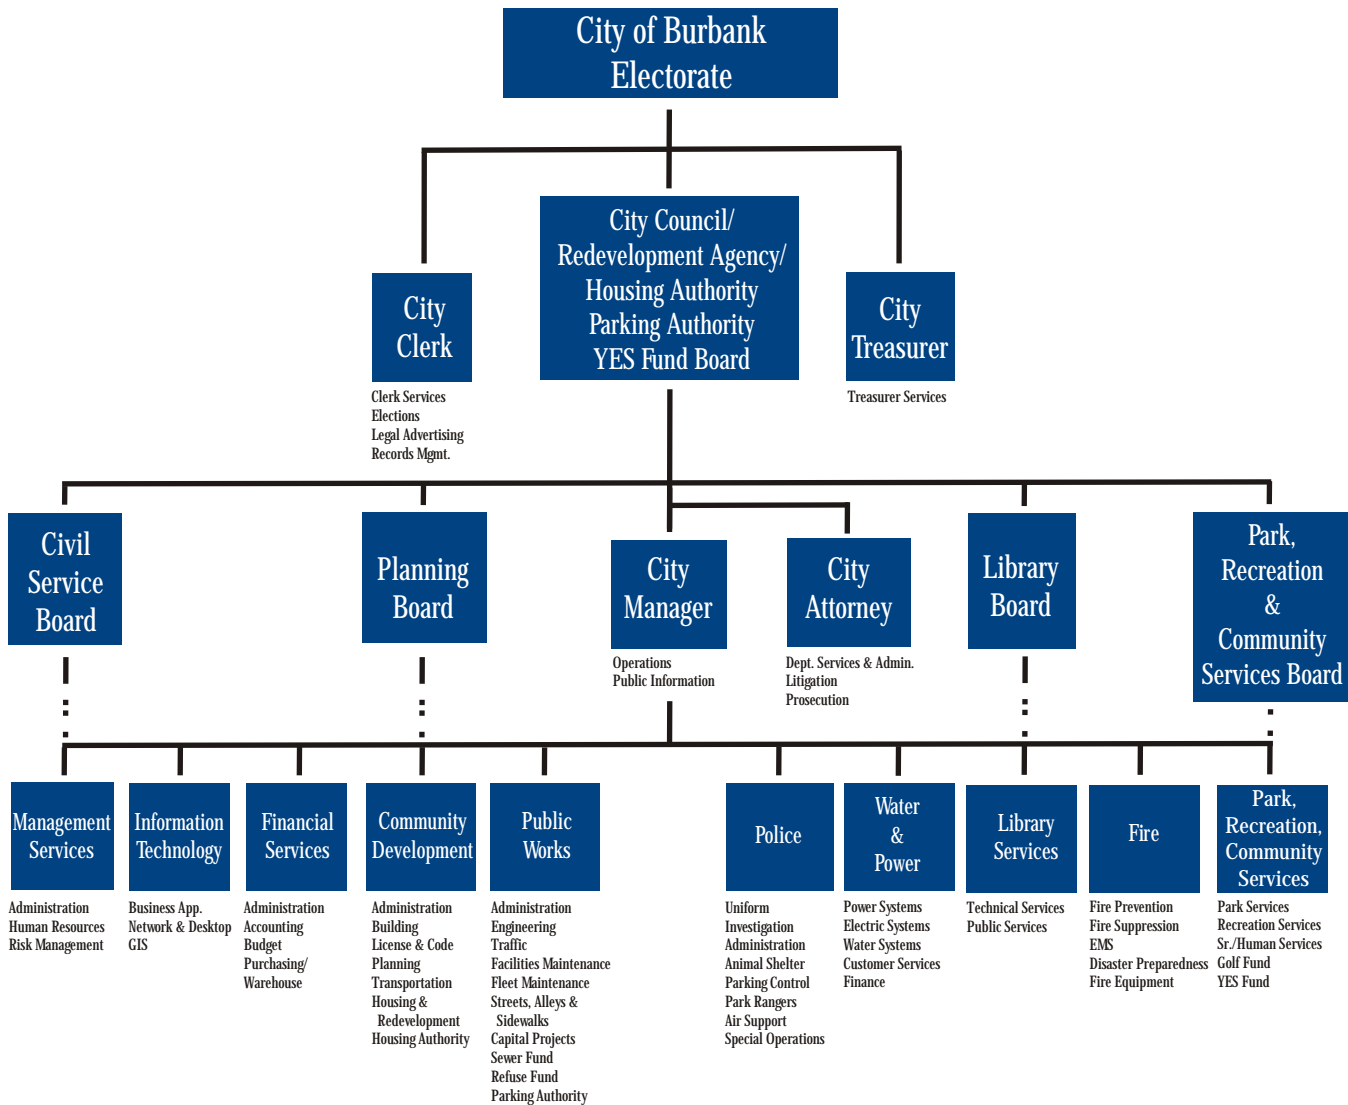 City of Burbank
Electorate
City Council/
Redevelopment Agency/
Housing Authority
Parking Authority
YES Fund Board
City
Clerk
Clerk Services
Elections
Legal Advertising
Records Mgmt.
City
Treasurer
Treasurer Services
Civil
Service
Board
Planning
Board
City
Manager
Operations
Public Information
City
Attorney
Dept. Services & Admin.
Litigation
Prosecution
Library
Board
Park,
Recreation
&
Community
Services Board
Management
Services
Administration
Human Resources
Risk Management
Information
Technology
Business App.
Network & Desktop
GIS
Financial
Services
Administration
Accounting
Budget
Purchasing/
Warehouse
Community
Development
Administration
Building
License & Code
Planning
Transportation
Housing &
Redevelopment
Housing Authority
Public
Works
Administration
Engineering
Traffic
Facilities Maintenance
Fleet Maintenance
Streets, Alleys &
Sidewalks
Capital Projects
Sewer Fund
Refuse Fund
Parking Authority
Police
Uniform
Investigation
Administration
Animal Shelter
Parking Control
Park Rangers
Air Support
Special Operations
Water
&
Power
Power Systems
Electric Systems
Water Systems
Customer Services
Finance
Library
Services
Technical Services
Public Services
Fire
Fire Prevention
Fire Suppression
EMS
Disaster Preparedness
Fire Equipment
Park,
Recreation,
Community
Services
Park Services
Recreation Services
Sr./Human Services
Golf Fund
YES Fund